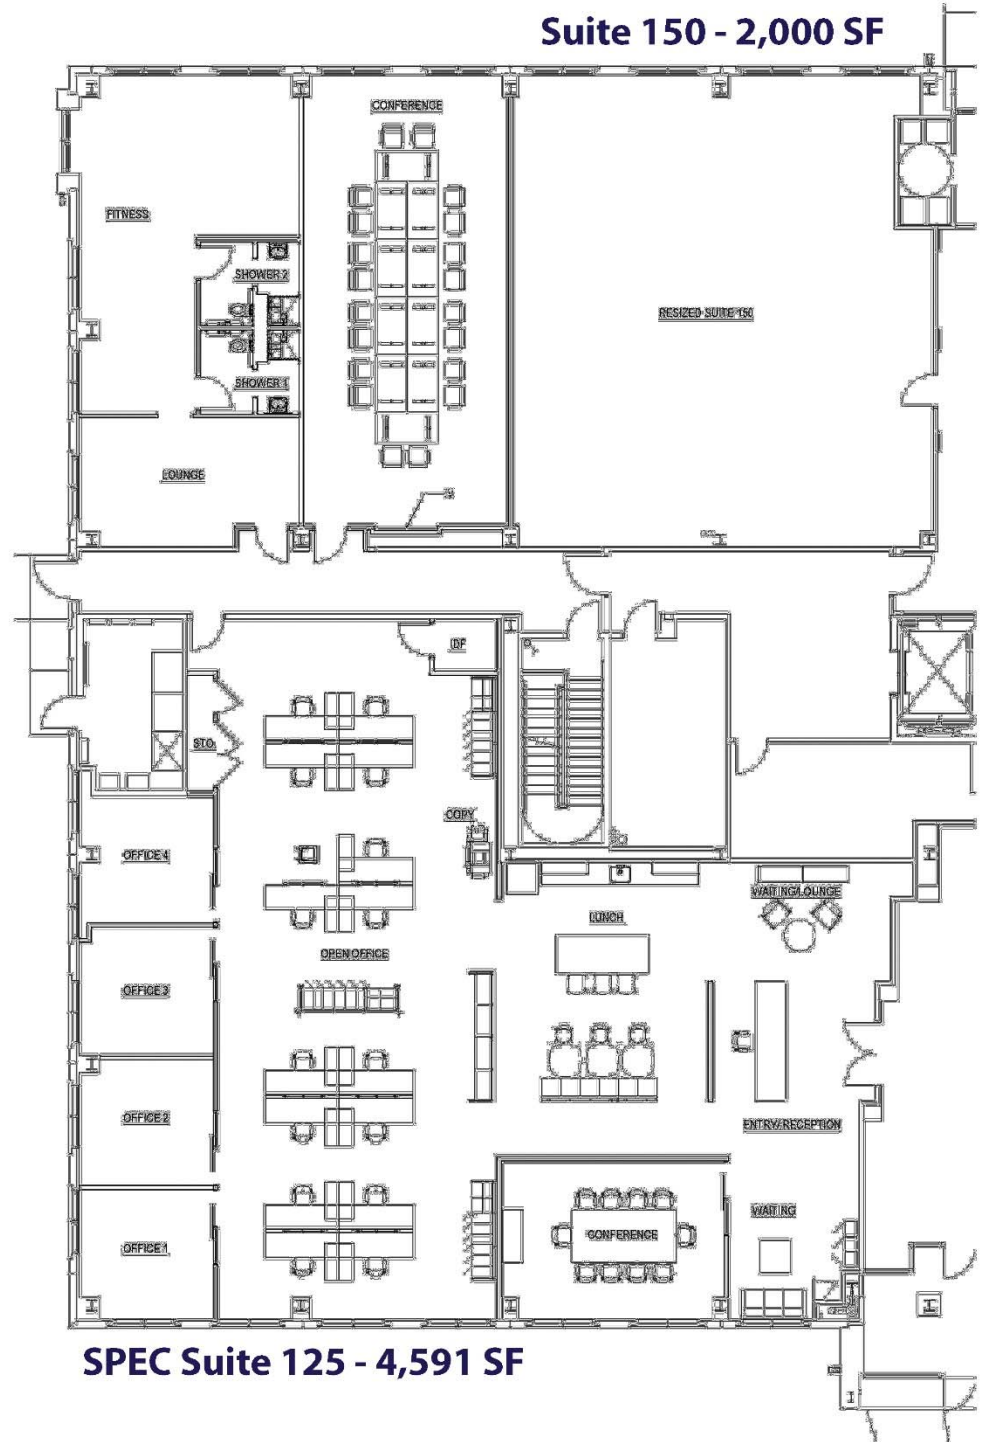 Suite 150 - 2,000 SF
CONFERENCE
FITNESS
SHOWER 2
RESIZED SUITE 150
SHOWER 1
LOUNGE
IDF
STO.
COPY
OFFICE 4
WAITING/LOUNGE
LUNCH
OPEN OFFICE
OFFICE 3
OFFICE 2
ENTRY/RECEPTION
WAITING
CONFERENCE
OFFICE 1
SPEC Suite 125 - 4,591 SF